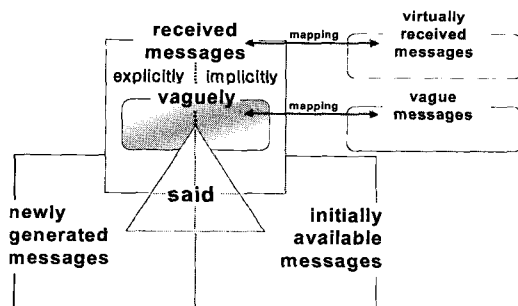 received
messages
mapping
virtually
received
messages
explicitly implicitly
vaguely
mapping
vague
messages
said
newly
generated
messages
initially
available
messages